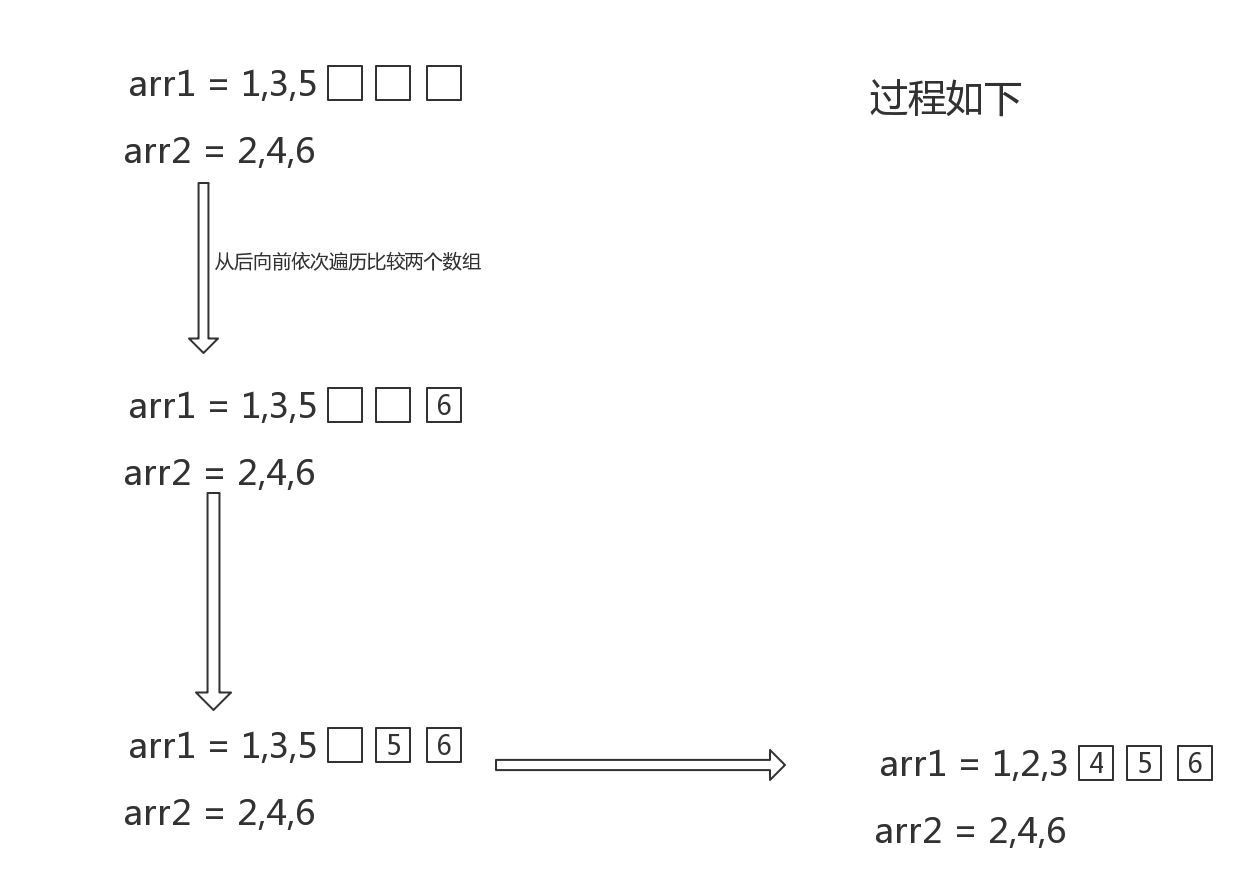 arr1 = 1,3,5
过程如下
arr2 = 2,4,6
从后向前依次遍历比较两个数组
arr1 = 1,3,5 6
arr2 = 2,4,6
arr1 = 1,3,5 5 6
arr2 = 2,4,6
arr1 = 1,2,3 4 5 6
arr2 = 2,4,6